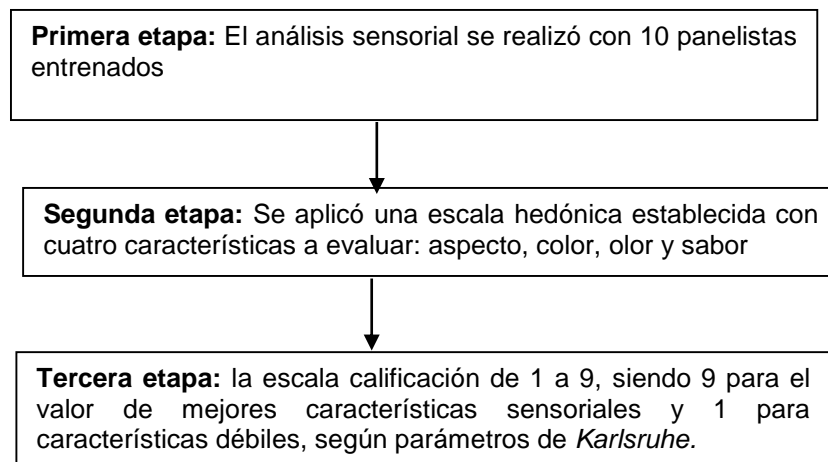 Primera etapa: El análisis sensorial se realizó con 10 panelistas
entrenados
Segunda etapa: Se aplicó una escala hedónica establecida con
cuatro características a evaluar: aspecto, color, olor y sabor
Tercera etapa: la escala calificación de 1 a 9, siendo 9 para el
valor de mejores características sensoriales y 1 para
características débiles, según parámetros de Karlsruhe.